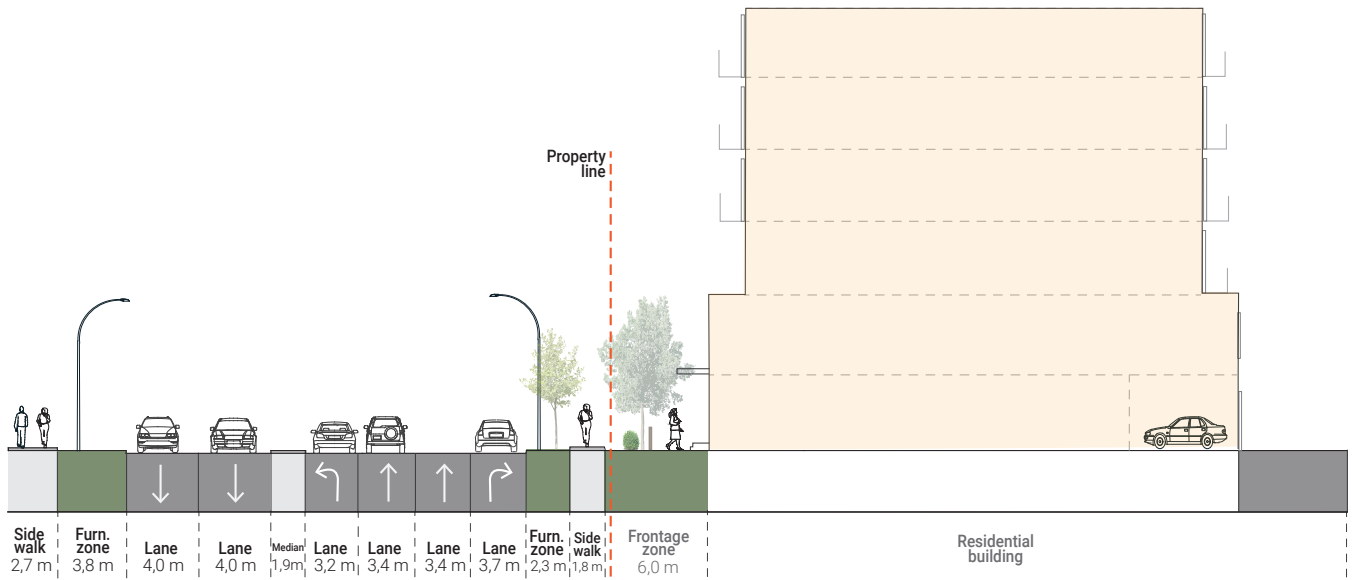 Property
line
Side
walk
2,7 m
Furn.
zone
3,8 m
Lane
4,0 m
Lane
4,0 m
Median
1,9m
Lane
3,2 m
Lane
3,4 m
Lane
3,4 m
Lane
3,7 m
Furn.
zone
2,3 m
Side
walk
1,8 m
Frontage
zone
6,0 m
Residential
building